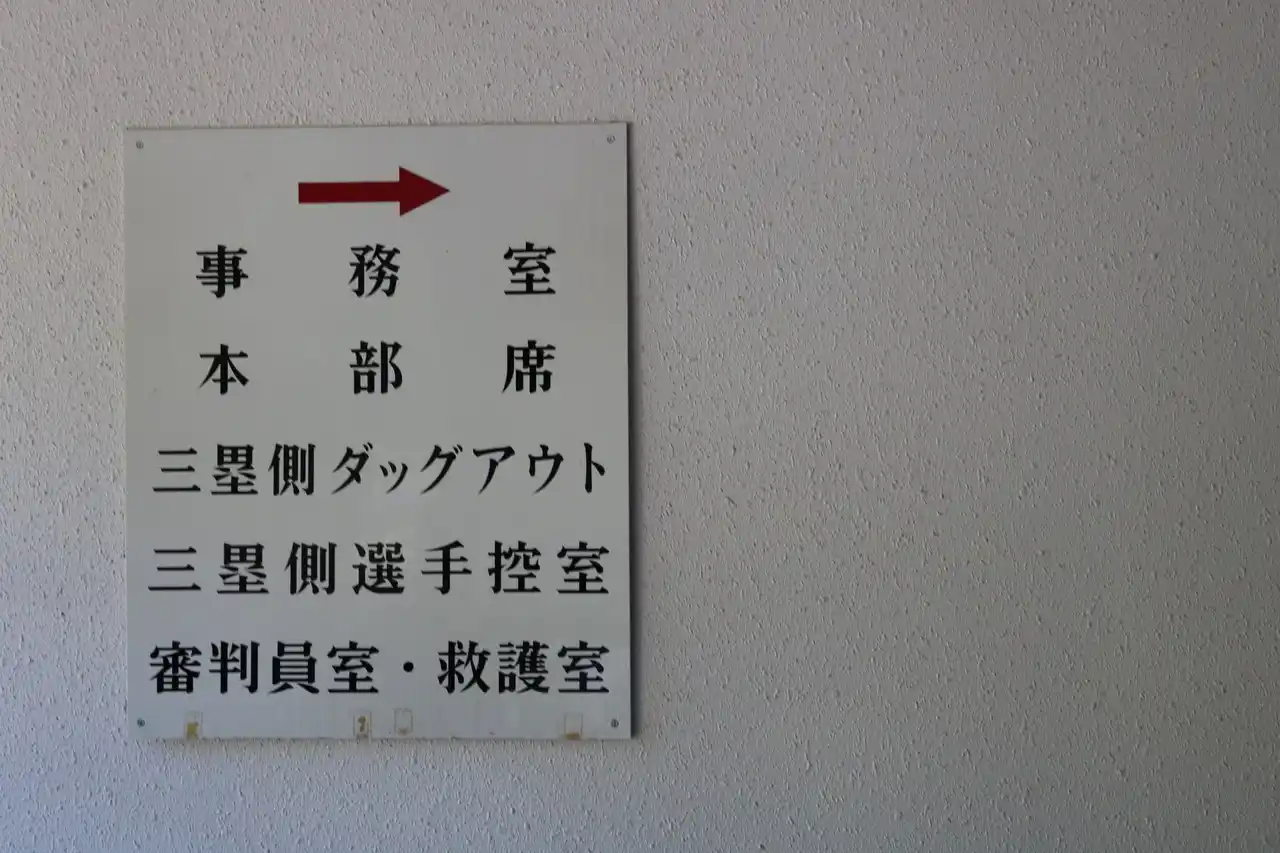 事務室
本部席
三塁側ダッグアウト
三塁側選手控室
審判員室・救護室